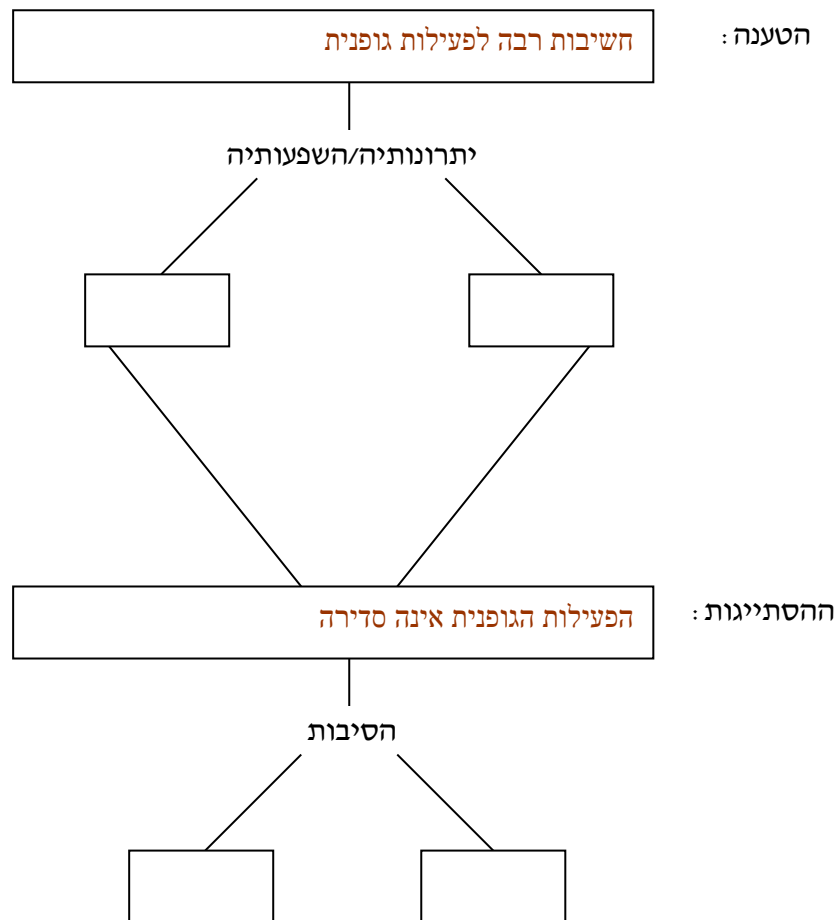 הטענה:
חשיבות רבה לפעילות גופנית
יתרונותיה/השפעותיה
ההסתייגות:
הפעילות הגופנית אינה סדירה
הסיבות